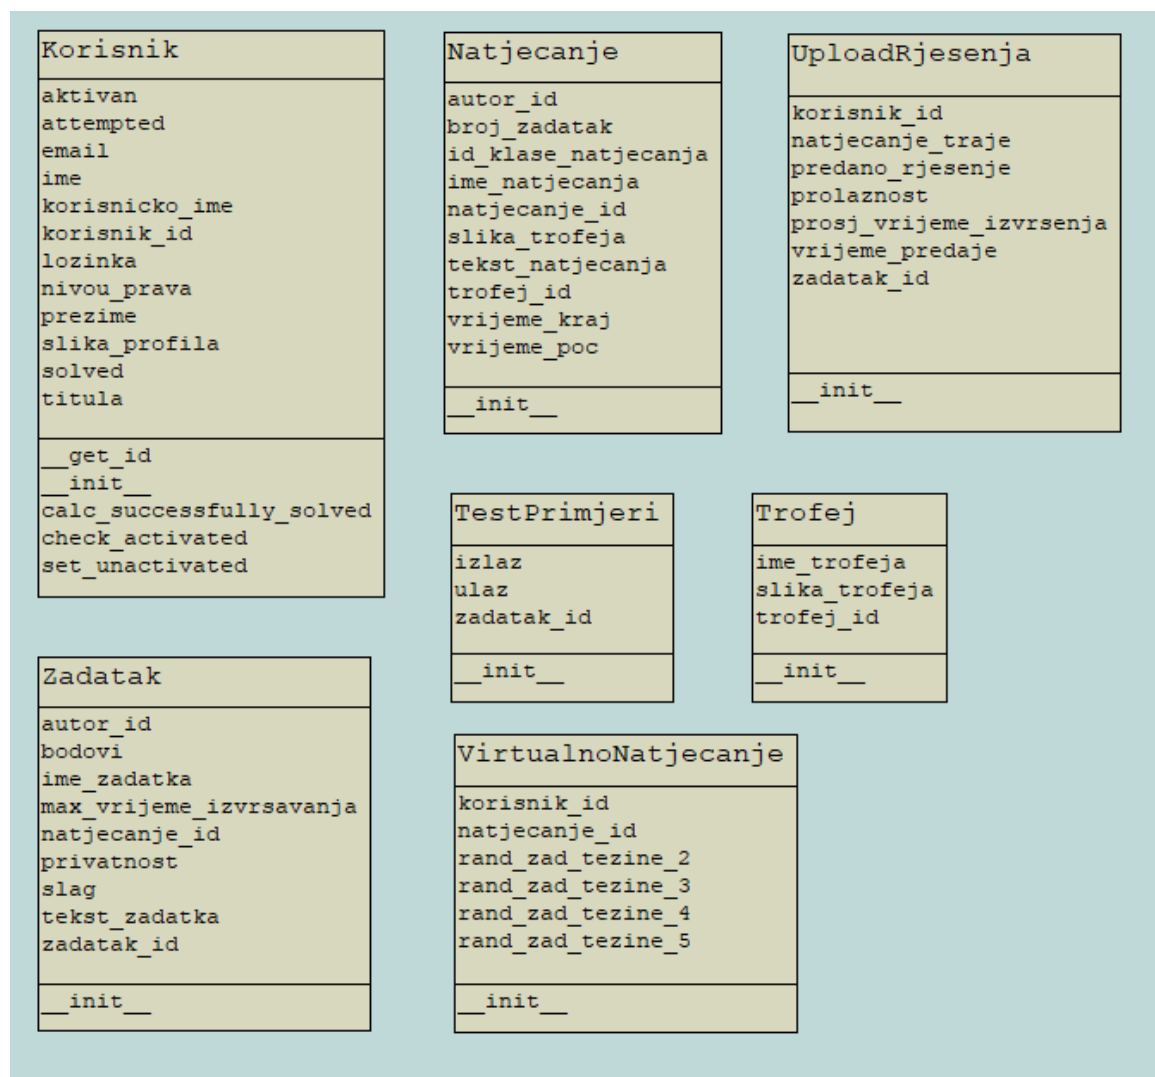 Korisnik
aktivan
attempted
email
ime
korisnicko_ime
korisnik_id
lozinka
nivou_prava
prezime
slika_profila
solved
titula
__get_id
__init__
calc_successfully_solved
check_activated
set_unactivated
Natjecanje
autor_id
broj_zadatak
id_klase_natjecanja
ime_natjecanja
natjecanje_id
slika_trofeja
tekst_natjecanja
trofej_id
vrijeme_kraj
vrijeme_poc
__init__
UploadRjesenja
korisnik_id
natjecanje_traje
predano_rjesenje
prolaznost
prosj_vrijeme_izvrsenja
vrijeme_predaje
zadatak_id
__init__
TestPrimjeri
izlaz
ulaz
zadatak_id
__init__
Trofej
ime_trofeja
slika_trofeja
trofej_id
__init__
Zadatak
autor_id
bodovi
ime_zadatka
max_vrijeme_izvrsavanja
natjecanje_id
privatnost
slag
tekst_zadatka
zadatak_id
__init__
VirtualnoNatjecanje
korisnik_id
natjecanje_id
rand_zad_tezine_2
rand_zad_tezine_3
rand_zad_tezine_4
rand_zad_tezine_5
__init__